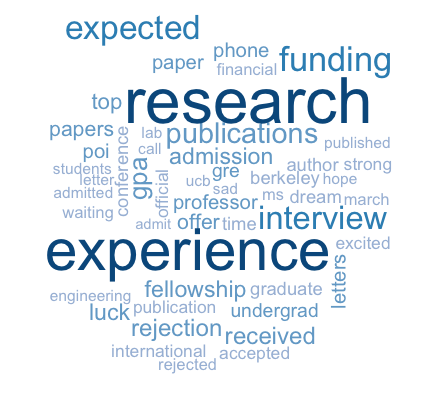 expected
phone
paper
financial
funding
top
research
papers
lab
publications
published
poi
call
admission
students
conference
gpa
gre
author
strong
letter
official
ucb
berkeley
hope
admitted
sad
waiting
professor
ms
dream
march
admit
offer
time
interview
experience
excited
letters
engineering
fellowship
graduate
luck
publication
undergrad
rejection
received
international
accepted
rejected